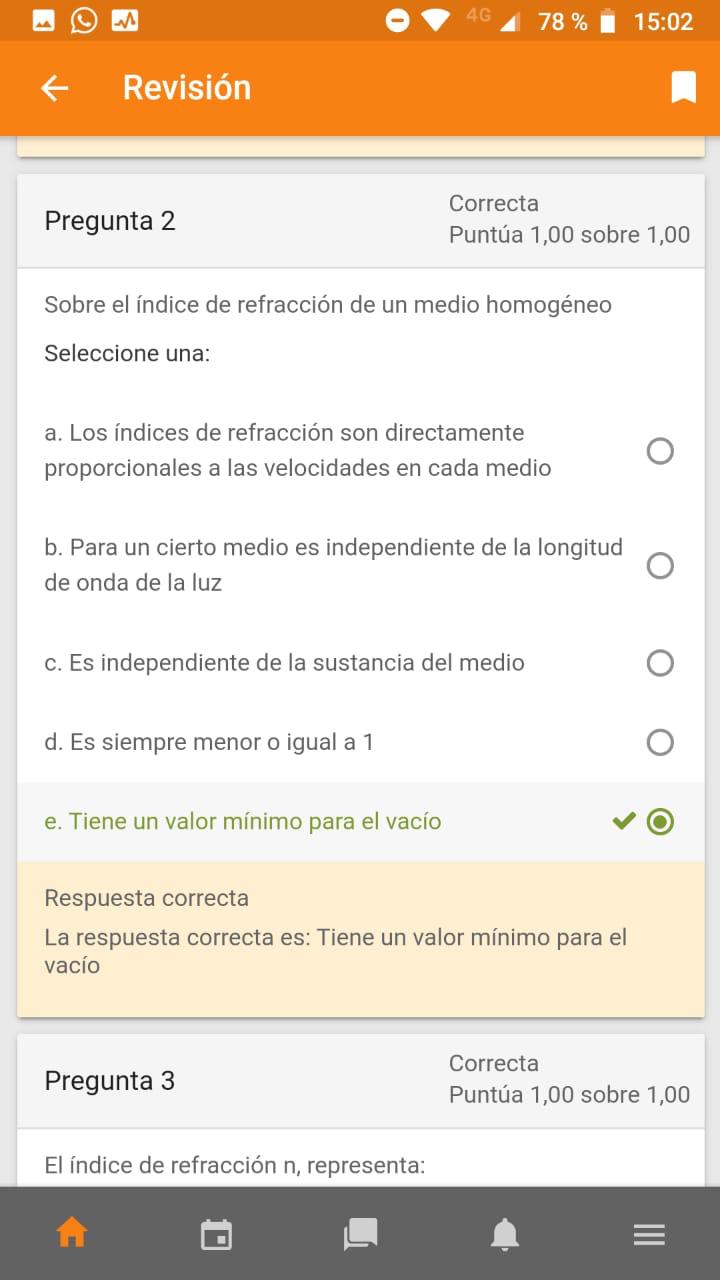 4G 78 % 15:02
Revisión
Pregunta 2
Correcta
Puntúa 1,00 sobre 1,00
Sobre el índice de refracción de un medio homogéneo
Seleccione una:
a. Los índices de refracción son directamente
proporcionales a las velocidades en cada medio
b. Para un cierto medio es independiente de la longitud
de onda de la luz
c. Es independiente de la sustancia del medio
d. Es siempre menor o igual a 1
e. Tiene un valor mínimo para el vacío
Respuesta correcta
La respuesta correcta es: Tiene un valor mínimo para el
vacío
Pregunta 3
Correcta
Puntúa 1,00 sobre 1,00
El índice de refracción n, representa: